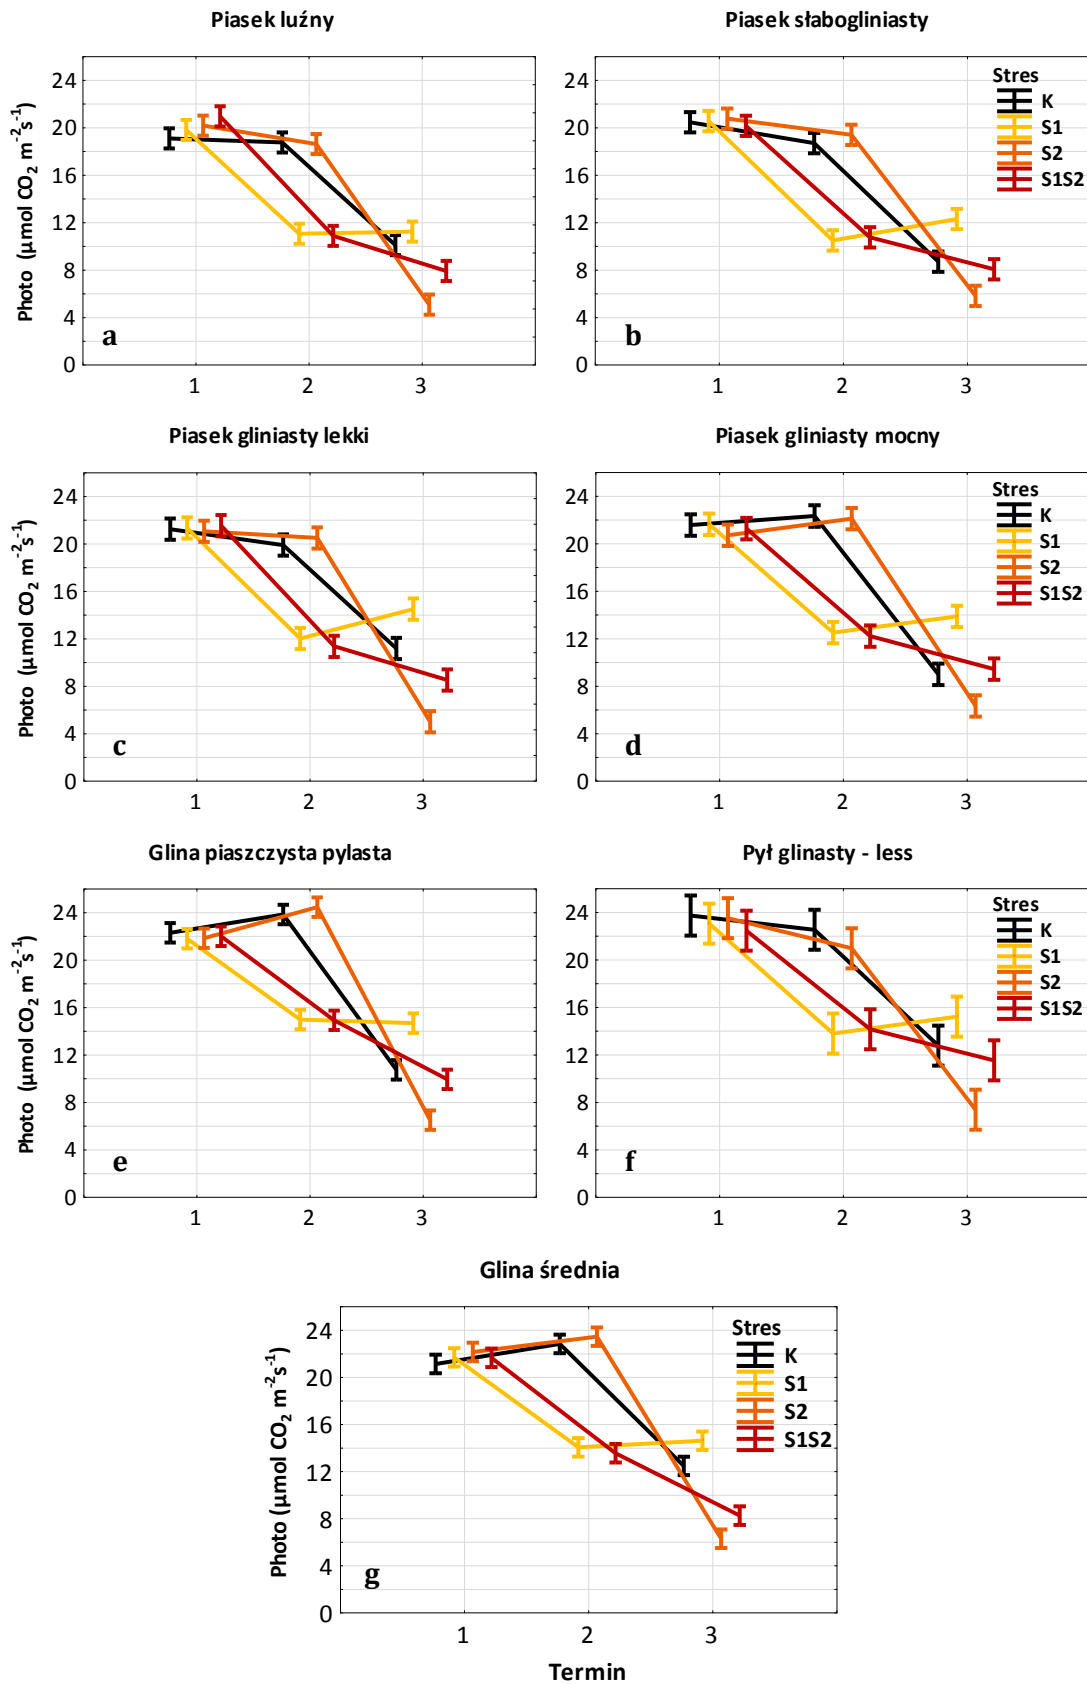 Piasek luźny
Piasek słabogliniasty
Photo (µmol CO₂ m⁻²s⁻¹)
24
20
16
12
8
4
0
a
1
2
3
24
20
16
12
8
4
0
b
Stres
K
S1
S2
S1S2
1
2
3
Piasek gliniasty lekki
Piasek gliniasty mocny
Photo (µmol CO₂ m⁻²s⁻¹)
24
20
16
12
8
4
0
c
1
2
3
24
20
16
12
8
4
0
d
Stres
K
S1
S2
S1S2
1
2
3
Glina piaszczysta pylasta
Pył glinasty - less
Photo (µmol CO₂ m⁻²s⁻¹)
24
20
16
12
8
4
0
e
1
2
3
24
20
16
12
8
4
0
f
Stres
K
S1
S2
S1S2
1
2
3
Glina średnia
Photo (µmol CO₂ m⁻²s⁻¹)
24
20
16
12
8
4
0
g
Stres
K
S1
S2
S1S2
1
2
3
Termin